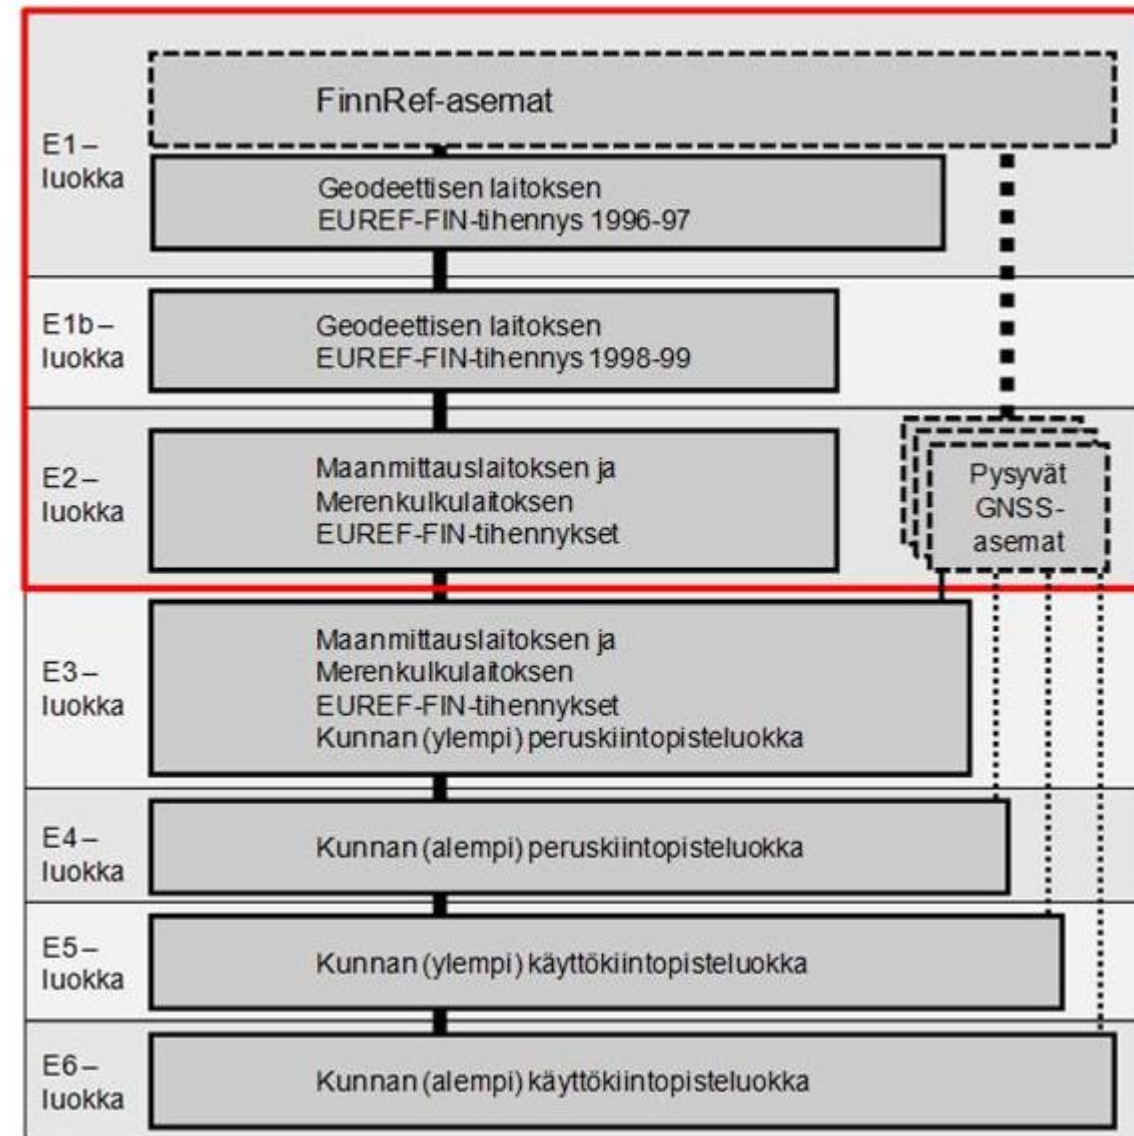 FinnRef-asemat
E1–
luokka
Geodeettisen laitoksen
EUREF-FIN-tihennys 1996-97
E1b–
luokka
Geodeettisen laitoksen
EUREF-FIN-tihennys 1998-99
E2–
luokka
Maanmittauslaitoksen ja
Merenkulkulaitoksen
EUREF-FIN-tihennykset
Pysyvät
GNSS-
asemat
E3–
luokka
Maanmittauslaitoksen ja
Merenkulkulaitoksen
EUREF-FIN-tihennykset
Kunnan (ylempi) peruskiintopisteluokka
E4–
luokka
Kunnan (alempi) peruskiintopisteluokka
E5–
luokka
Kunnan (ylempi) käyttökiintopisteluokka
E6–
luokka
Kunnan (alempi) käyttökiintopisteluokka